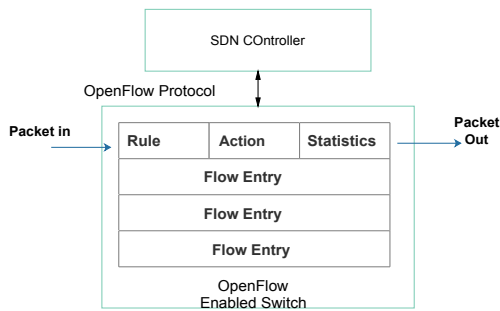 SDN COntroller
OpenFlow Protocol
Packet in
Packet
Out
Rule Action Statistics
Flow Entry
Flow Entry
Flow Entry
OpenFlow
Enabled Switch